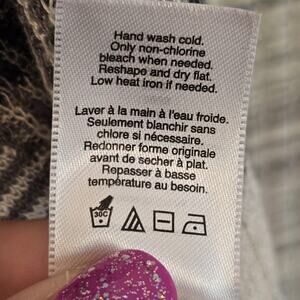 Hand wash cold.
Only non-chlorine
bleach when needed.
Reshape and dry flat.
Low heat iron if needed.
Laver à la main à l'eau froide.
Seulement blanchir sans
chlore si nécessaire.
Redonner forme originale
avant de secher à plat.
Repasser à basse
température au besoin.
30C